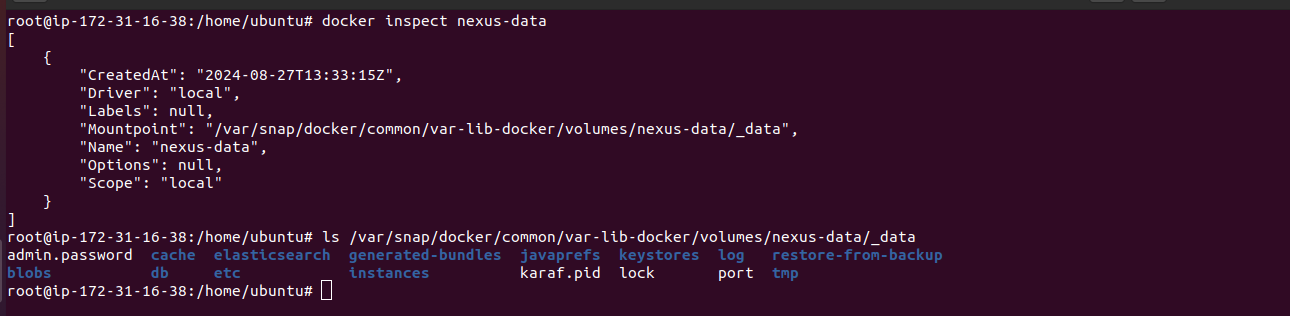 root@ip-172-31-16-38:/home/ubuntu# docker inspect nexus-data
[
    {
        "CreatedAt": "2024-08-27T13:33:15Z",
        "Driver": "local",
        "Labels": null,
        "Mountpoint": "/var/snap/docker/common/var-lib-docker/volumes/nexus-data/_data",
        "Name": "nexus-data",
        "Options": null,
        "Scope": "local"
    }
]
root@ip-172-31-16-38:/home/ubuntu# ls /var/snap/docker/common/var-lib-docker/volumes/nexus-data/_data
admin.password  cache  elasticsearch  generated-bundles  javaprefs  keystores  log   restore-from-backup
blobs           db     etc            instances          karaf.pid  lock       port  tmp
root@ip-172-31-16-38:/home/ubuntu#